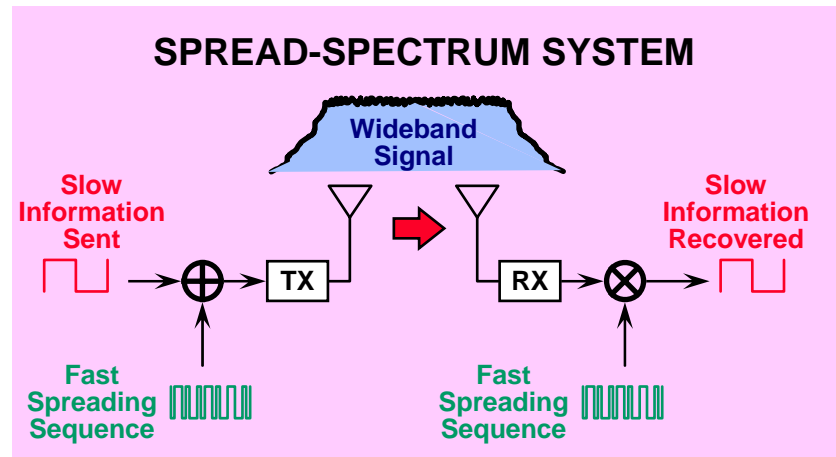 SPREAD-SPECTRUM SYSTEM
Wideband
Signal
Slow
Information
Sent
Slow
Information
Recovered
TX
RX
Fast
Spreading
Sequence
Fast
Spreading
Sequence